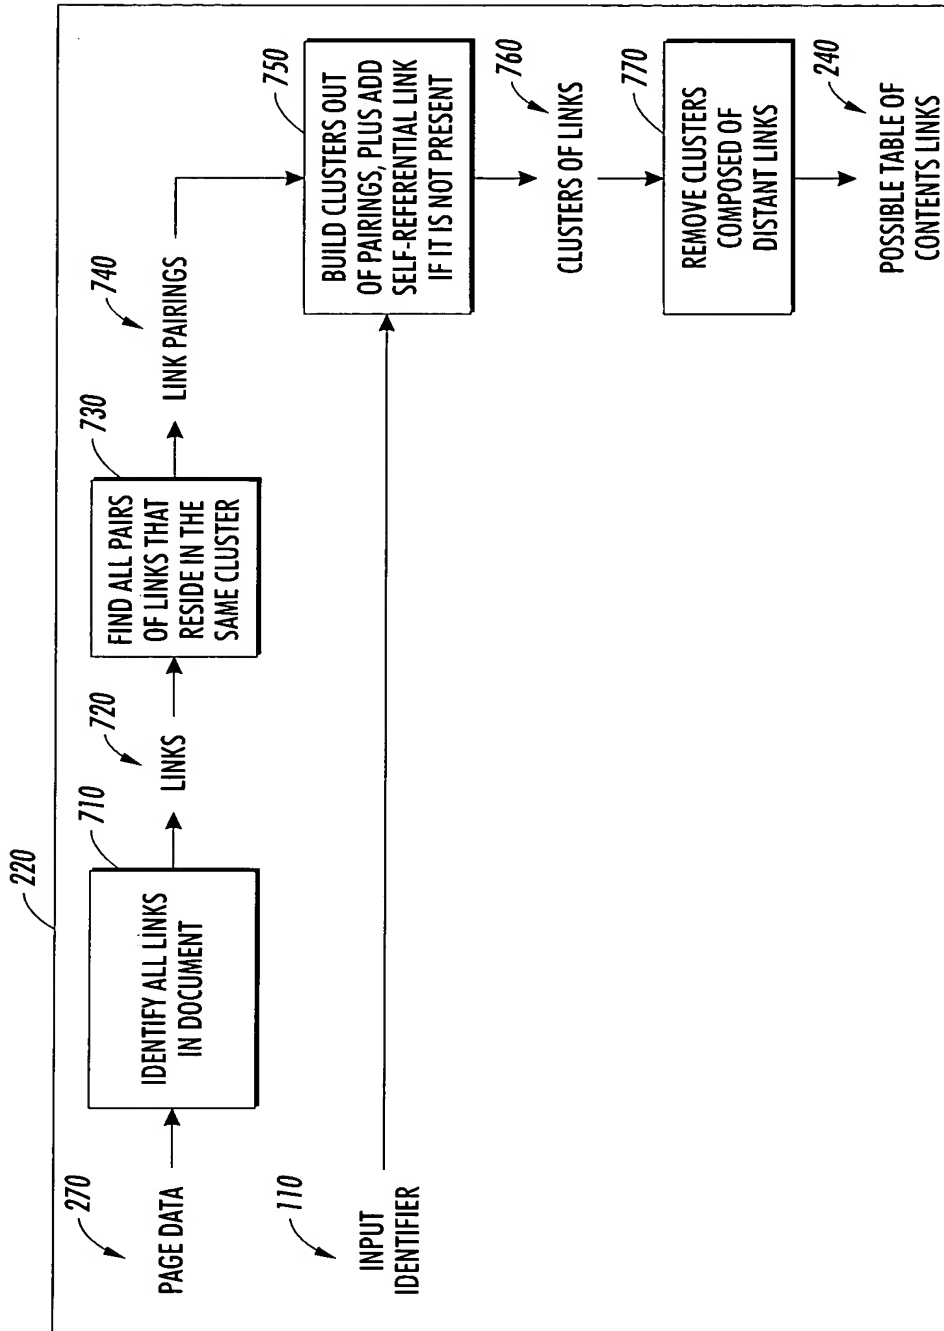 220
270
PAGE DATA
710
IDENTIFY ALL LINKS
IN DOCUMENT
720
LINKS
730
FIND ALL PAIRS
OF LINKS THAT
RESIDE IN THE
SAME CLUSTER
740
LINK PAIRINGS
110
INPUT
IDENTIFIER
750
BUILD CLUSTERS OUT
OF PAIRINGS, PLUS ADD
SELF-REFERENTIAL LINK
IF IT IS NOT PRESENT
760
CLUSTERS OF LINKS
770
REMOVE CLUSTERS
COMPOSED OF
DISTANT LINKS
240
POSSIBLE TABLE OF
CONTENTS LINKS